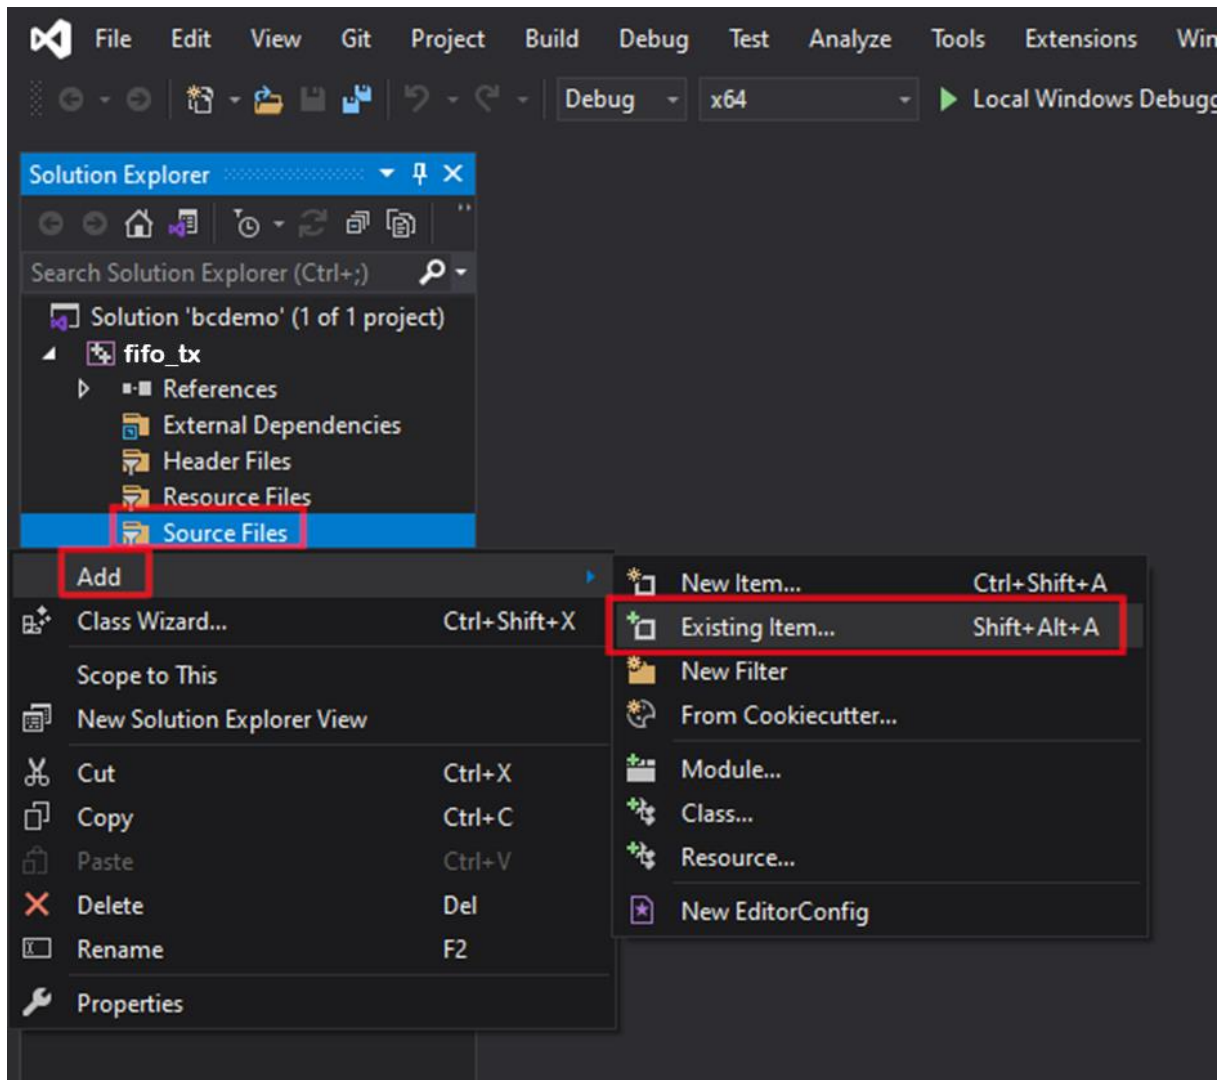 File Edit View Git Project Build Debug Test Analyze Tools Extensions Win
Debug x64 Local Windows Debugg
Solution Explorer
Search Solution Explorer (Ctrl+;)
Solution 'bcdemo' (1 of 1 project)
fifo_tx
References
External Dependencies
Header Files
Resource Files
Source Files
Add
Class Wizard... Ctrl+Shift+X
Scope to This
New Solution Explorer View
Cut Ctrl+X
Copy Ctrl+C
Paste Ctrl+V
Delete Del
Rename F2
Properties
New Item... Ctrl+Shift+A
Existing Item... Shift+Alt+A
New Filter
From Cookiecutter...
Module...
Class...
Resource...
New EditorConfig